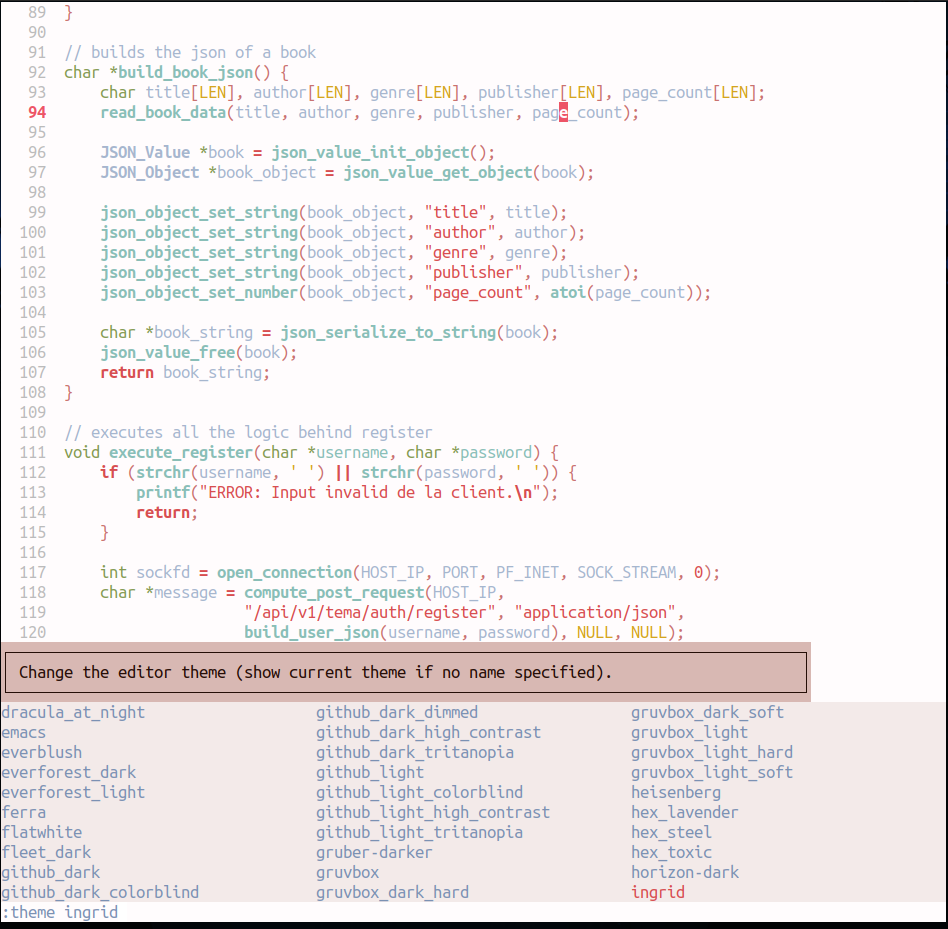 89 }
90
91 // builds the json of a book
92 char *build_book_json() {
93     char title[LEN], author[LEN], genre[LEN], publisher[LEN], page_count[LEN];
94     read_book_data(title, author, genre, publisher, page_count);
95
96     JSON_Value *book = json_value_init_object();
97     JSON_Object *book_object = json_value_get_object(book);
98
99     json_object_set_string(book_object, "title", title);
100     json_object_set_string(book_object, "author", author);
101     json_object_set_string(book_object, "genre", genre);
102     json_object_set_string(book_object, "publisher", publisher);
103     json_object_set_number(book_object, "page_count", atoi(page_count));
104
105     char *book_string = json_serialize_to_string(book);
106     json_value_free(book);
107     return book_string;
108 }
109
110 // executes all the logic behind register
111 void execute_register(char *username, char *password) {
112     if (strchr(username, ' ') || strchr(password, ' ')) {
113         printf("ERROR: Input invalid de la client.\n");
114         return;
115     }
116
117     int sockfd = open_connection(HOST_IP, PORT, PF_INET, SOCK_STREAM, 0);
118     char *message = compute_post_request(HOST_IP,
119                     "/api/v1/tema/auth/register", "application/json",
120                     build_user_json(username, password), NULL, NULL);
Change the editor theme (show current theme if no name specified).
dracula_at_night github_dark_dimmed gruvbox_dark_soft
emacs github_dark_high_contrast gruvbox_light
everblush github_dark_tritanopia gruvbox_light_hard
everforest_dark github_light gruvbox_light_soft
everforest_light github_light_colorblind heisenberg
ferra github_light_high_contrast hex_lavender
flatwhite github_light_tritanopia hex_steel
fleet_dark gruber-darker hex_toxic
github_dark gruvbox horizon-dark
github_dark_colorblind gruvbox_dark_hard ingrid
:theme ingrid